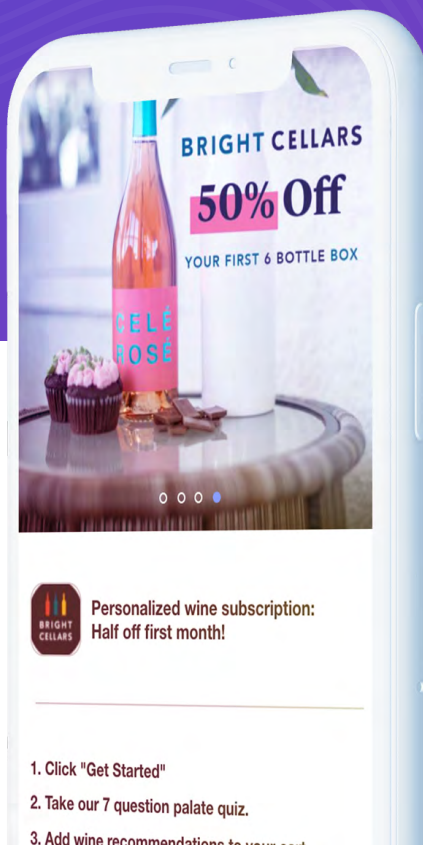 BRIGHT CELLARS
50% Off
YOUR FIRST 6 BOTTLE BOX
CELÉ
ROSÉ
BRIGHT
CELLARS
Personalized wine subscription:
Half off first month!
1. Click "Get Started"
2. Take our 7 question palate quiz.
3. Add wine recommendations to your cart